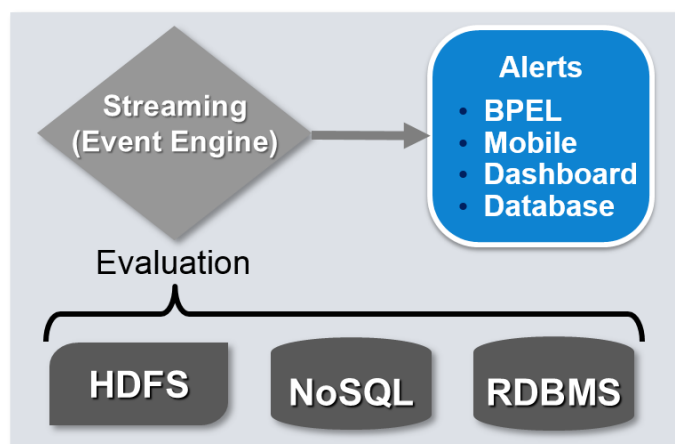 Streaming
(Event Engine)
Alerts
• BPEL
• Mobile
• Dashboard
• Database
Evaluation
HDFS
NoSQL
RDBMS